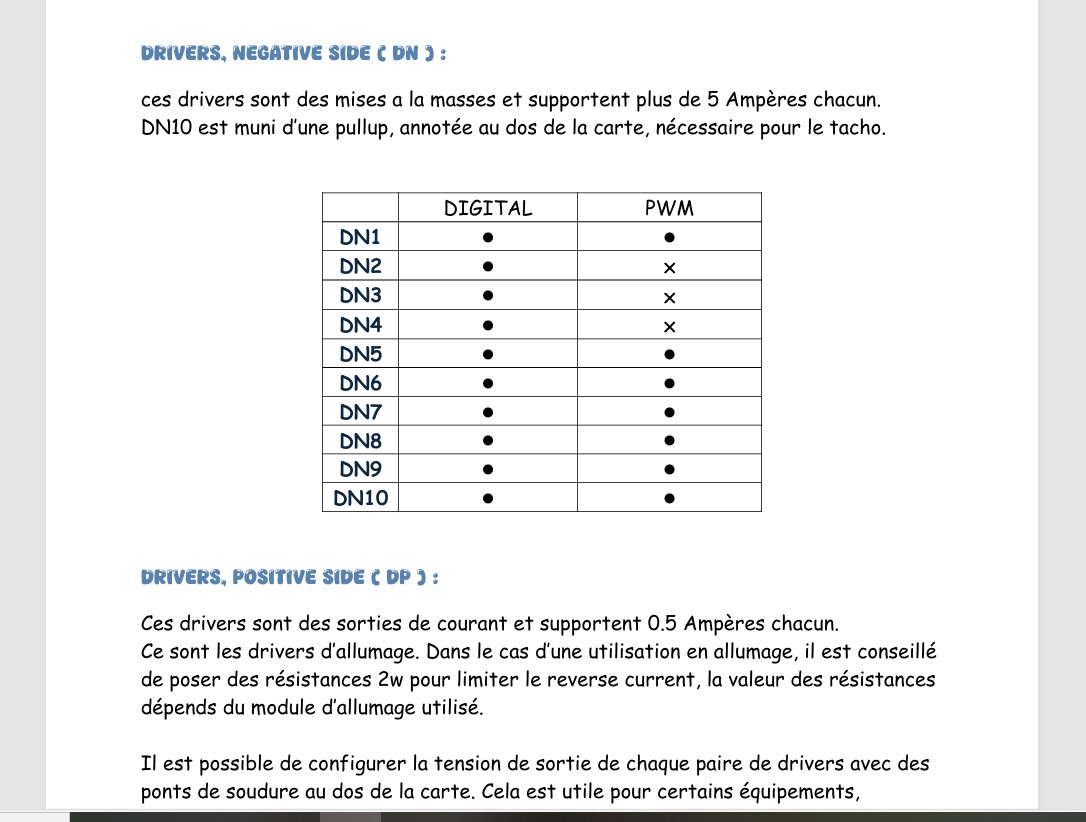 DRIVERS, NEGATIVE SIDE ( DN ) :
ces drivers sont des mises a la masses et supportent plus de 5 Ampères chacun.
DN10 est muni d'une pullup, annotée au dos de la carte, nécessaire pour le tacho.
DIGITAL PWM
DN1 ● ●
DN2 ● x
DN3 ● x
DN4 ● x
DN5 ● ●
DN6 ● ●
DN7 ● ●
DN8 ● ●
DN9 ● ●
DN10 ● ●
DRIVERS, POSITIVE SIDE ( DP ) :
Ces drivers sont des sorties de courant et supportent 0.5 Ampères chacun.
Ce sont les drivers d'allumage. Dans le cas d'une utilisation en allumage, il est conseillé
de poser des résistances 2w pour limiter le reverse current, la valeur des résistances
dépends du module d'allumage utilisé.
Il est possible de configurer la tension de sortie de chaque paire de drivers avec des
ponts de soudure au dos de la carte. Cela est utile pour certains équipements,